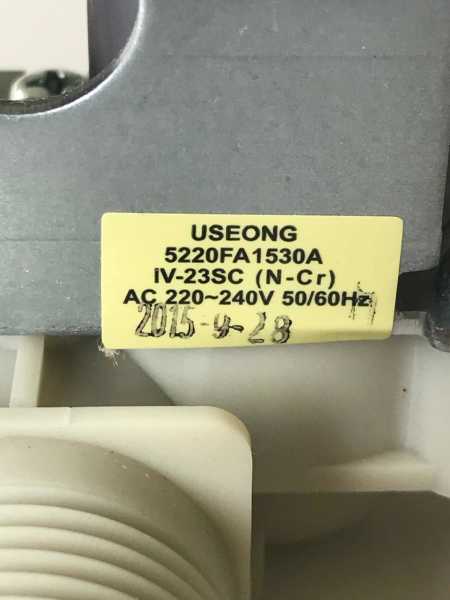 USEONG
5220FA1530A
iV-23SC (N-Cr)
AC 220~240V 50/60Hz
2015-4-28